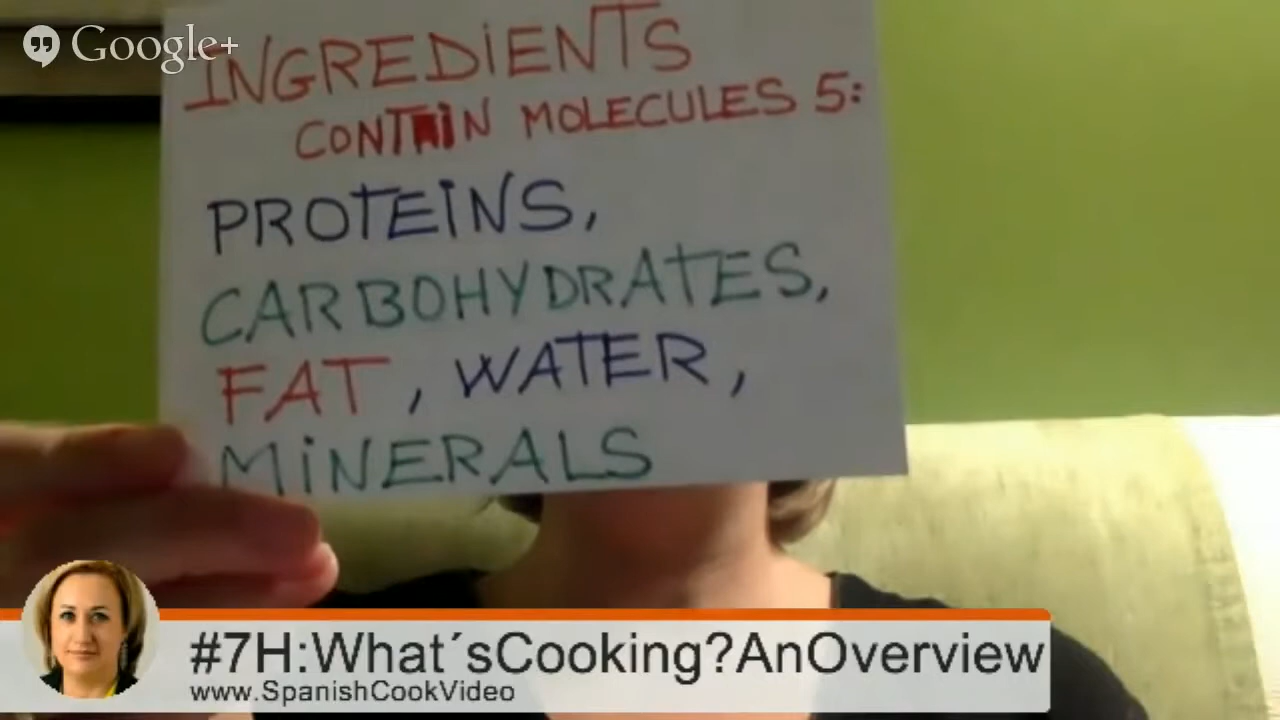 Google+
INGREDIENTS
CONTAIN MOLECULES 5:
PROTEINS,
CARBOHYDRATES,
FAT, WATER,
MINERALS
#7H:What´sCooking?AnOverview
www.SpanishCookVideo